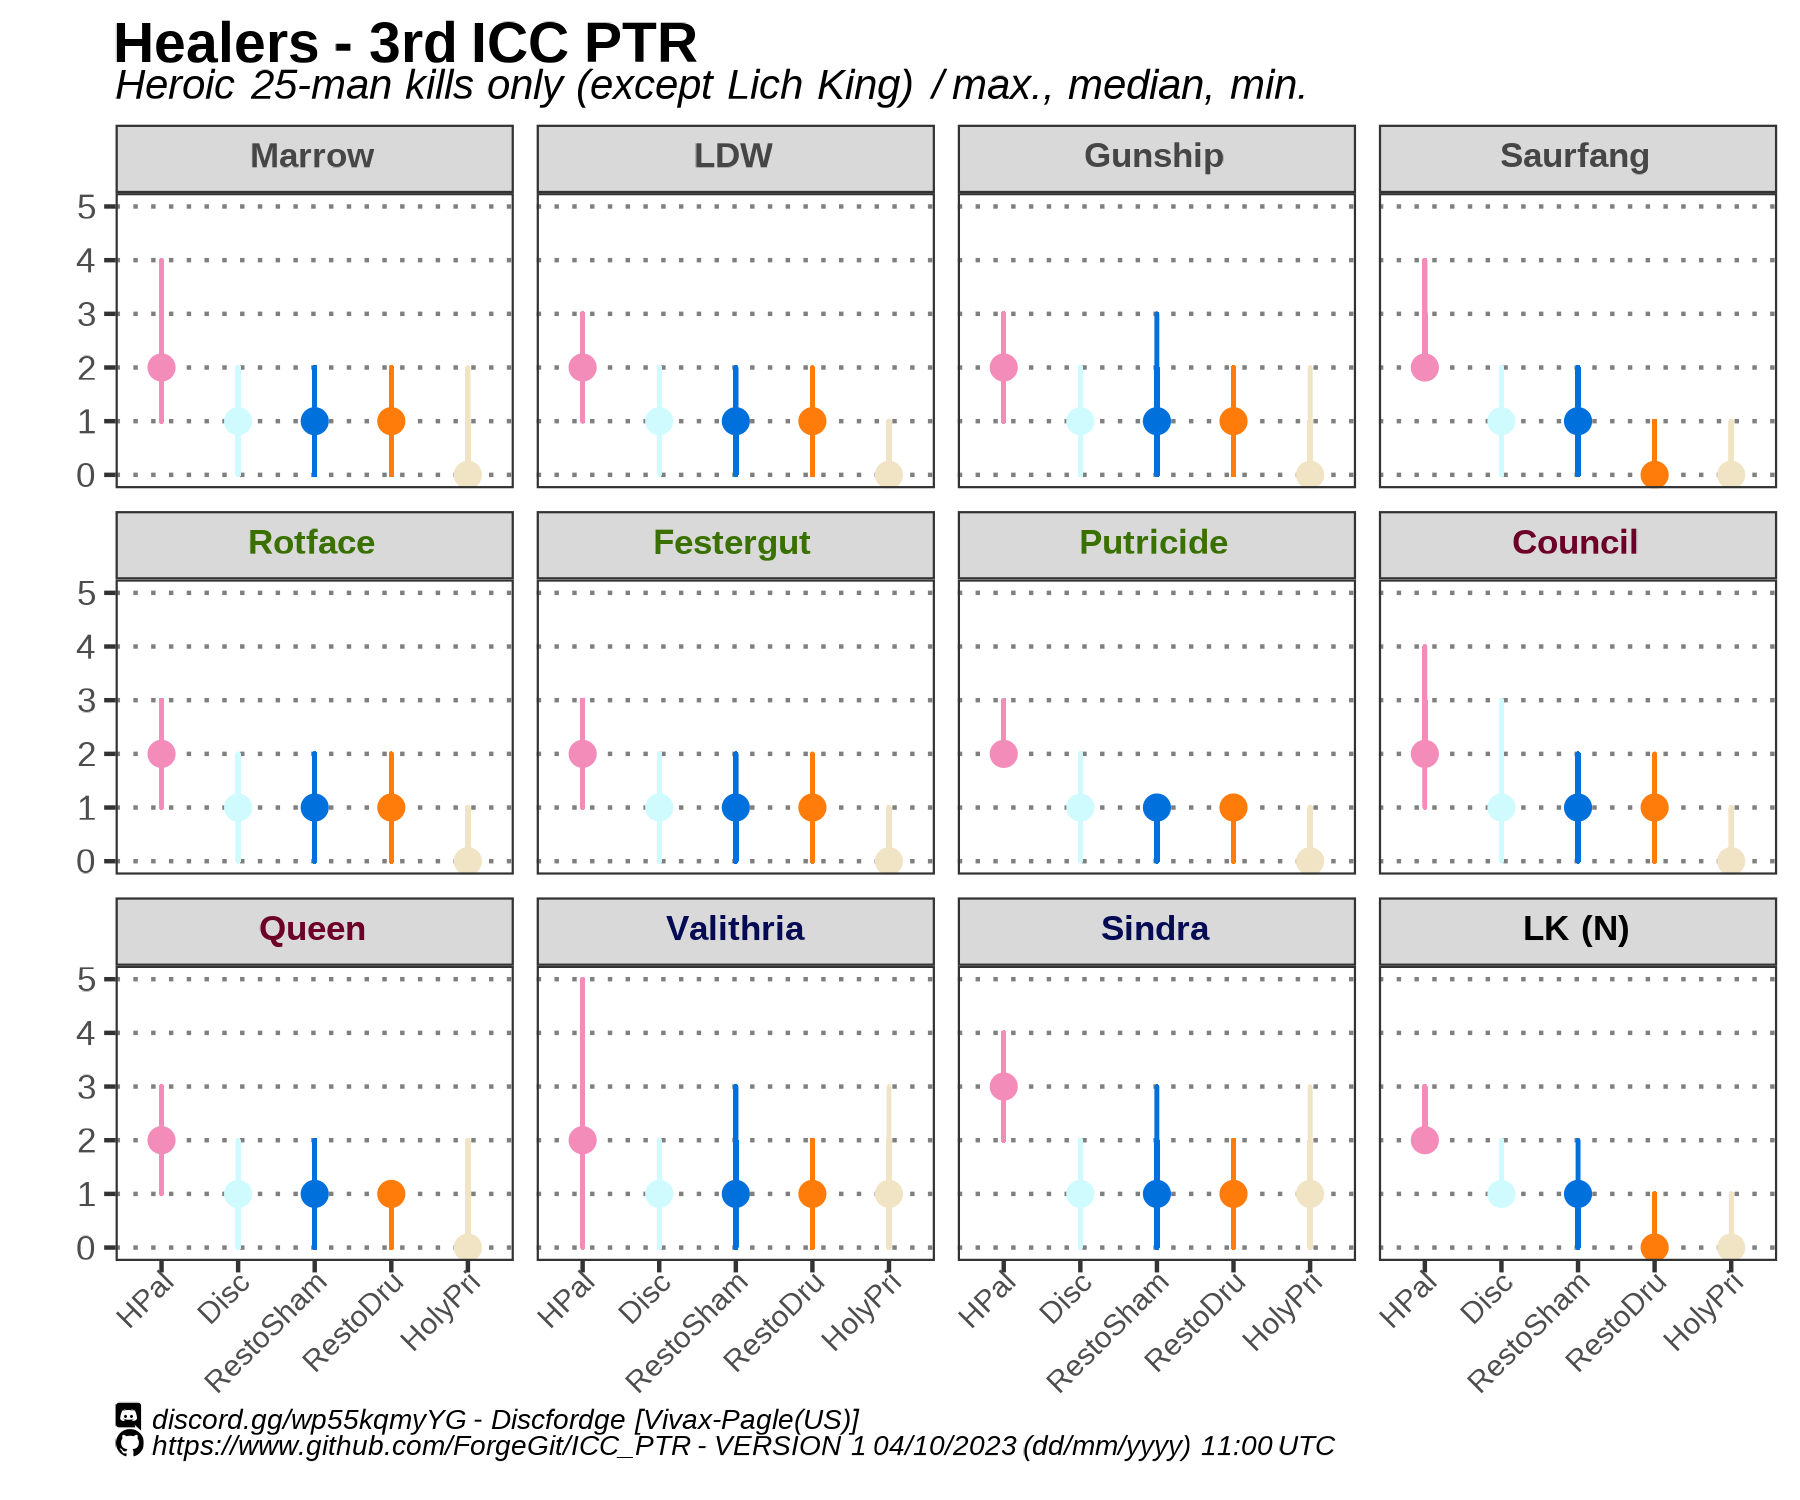 Healers - 3rd ICC PTR
Heroic 25-man kills only (except Lich King) / max., median, min.
Marrow
LDW
Gunship
Saurfang
5
4
3
2
1
0
Rotface
Festergut
Putricide
Council
5
4
3
2
1
0
Queen
Valithria
Sindra
LK (N)
5
4
3
2
1
0
HPal
Disc
RestoSham
RestoDru
HolyPri
HPal
Disc
RestoSham
RestoDru
HolyPri
HPal
Disc
RestoSham
RestoDru
HolyPri
HPal
Disc
RestoSham
RestoDru
HolyPri
discord.gg/wp55kqmyYG - Discfordge [Vivax-Pagle(US)]
https://www.github.com/ForgeGit/ICC_PTR - VERSION 1 04/10/2023 (dd/mm/yyyy) 11:00 UTC